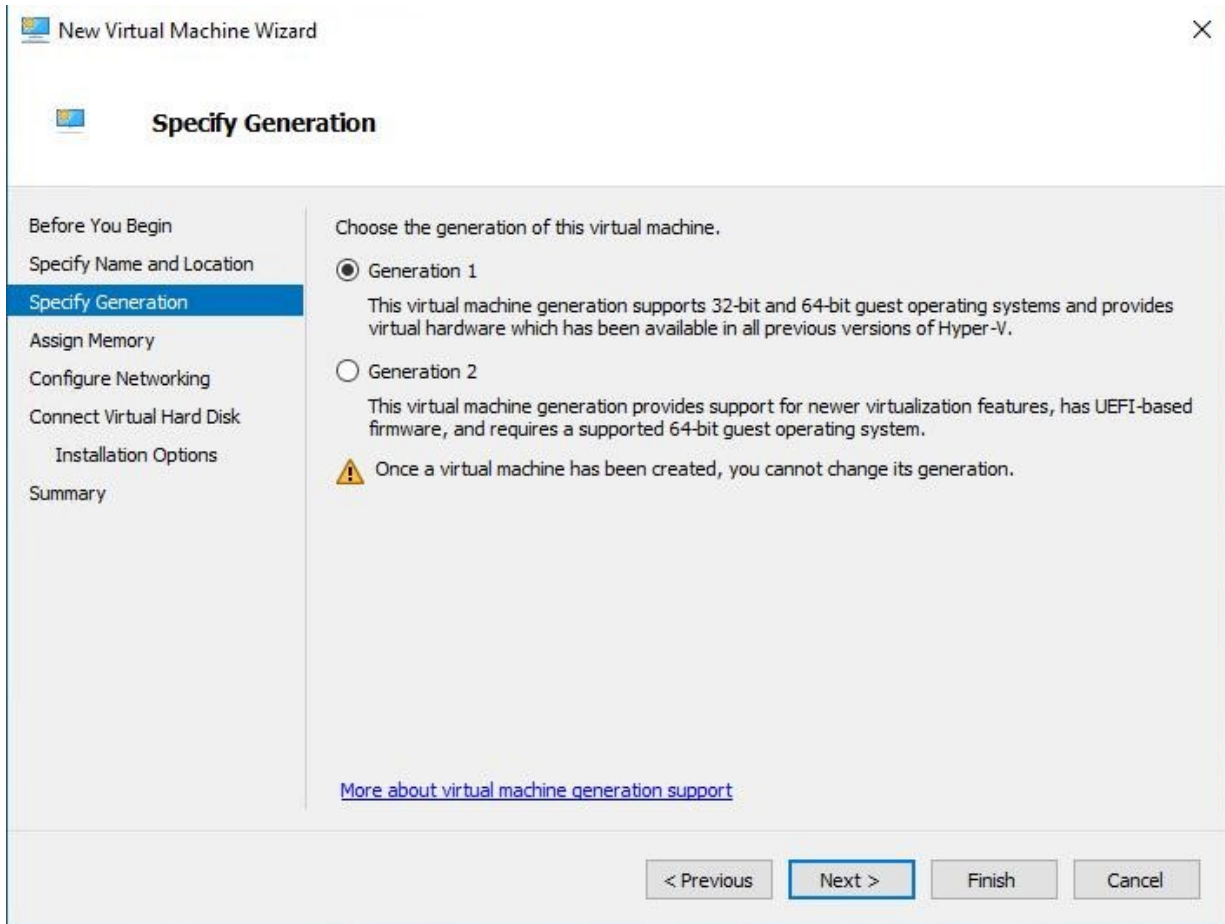 New Virtual Machine Wizard
Specify Generation
Before You Begin
Specify Name and Location
Specify Generation
Assign Memory
Configure Networking
Connect Virtual Hard Disk
Installation Options
Summary
Choose the generation of this virtual machine.
Generation 1
This virtual machine generation supports 32-bit and 64-bit guest operating systems and provides
virtual hardware which has been available in all previous versions of Hyper-V.
Generation 2
This virtual machine generation provides support for newer virtualization features, has UEFI-based
firmware, and requires a supported 64-bit guest operating system.
Once a virtual machine has been created, you cannot change its generation.
More about virtual machine generation support
< Previous
Next >
Finish
Cancel